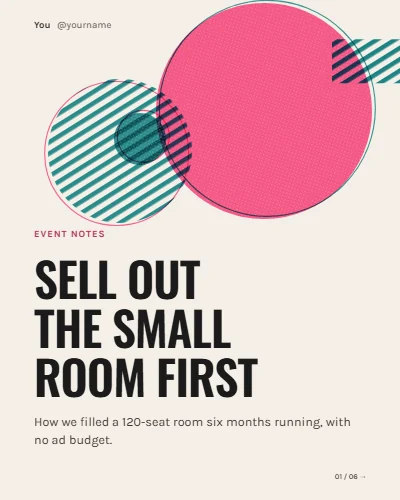 You @yourname
EVENT NOTES
SELL OUT
THE SMALL
ROOM FIRST
How we filled a 120-seat room six months running, with
no ad budget.
01 / 06 →